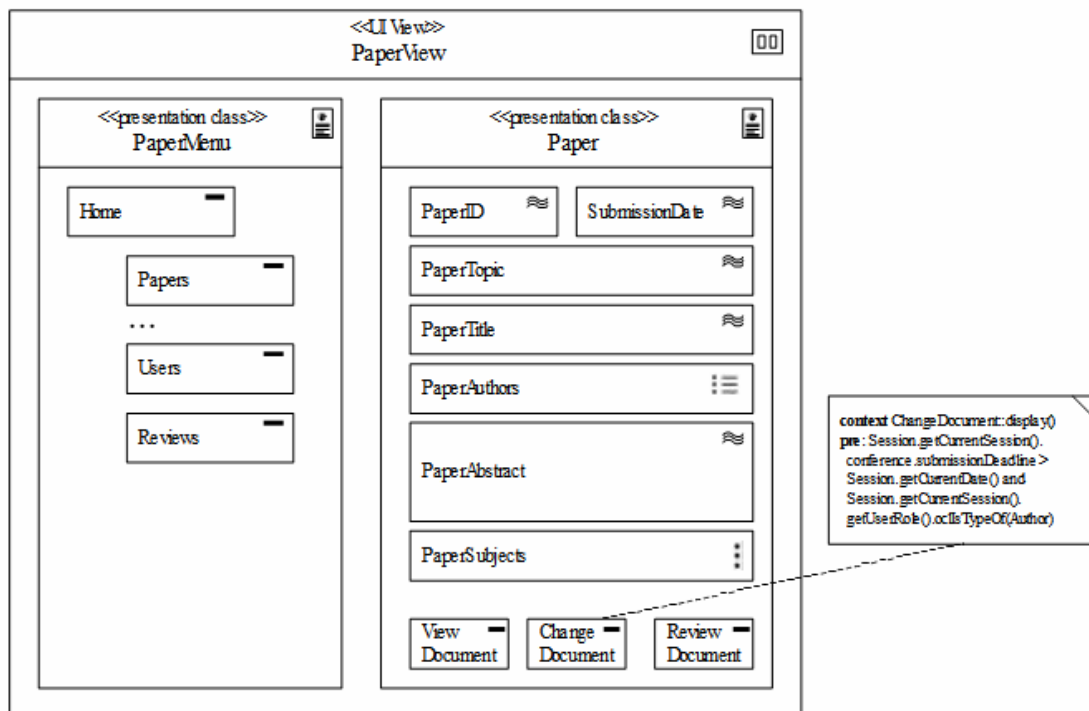 <<UI View>>
PaperView
<<presentation class>>
PaperMenu
Home
Papers
...
Users
Reviews
<<presentation class>>
Paper
PaperID
SubmissionDate
PaperTopic
PaperTitle
PaperAuthors
PaperAbstract
PaperSubjects
View
Document
Change
Document
Review
Document
context ChangeDocument::display()
pre: Session.getCurrentSession().
conference.submissionDeadline >
Session.getCurrentDate() and
Session.getCurrentSession().
getUserRole().oclIsTypeOf(Author)